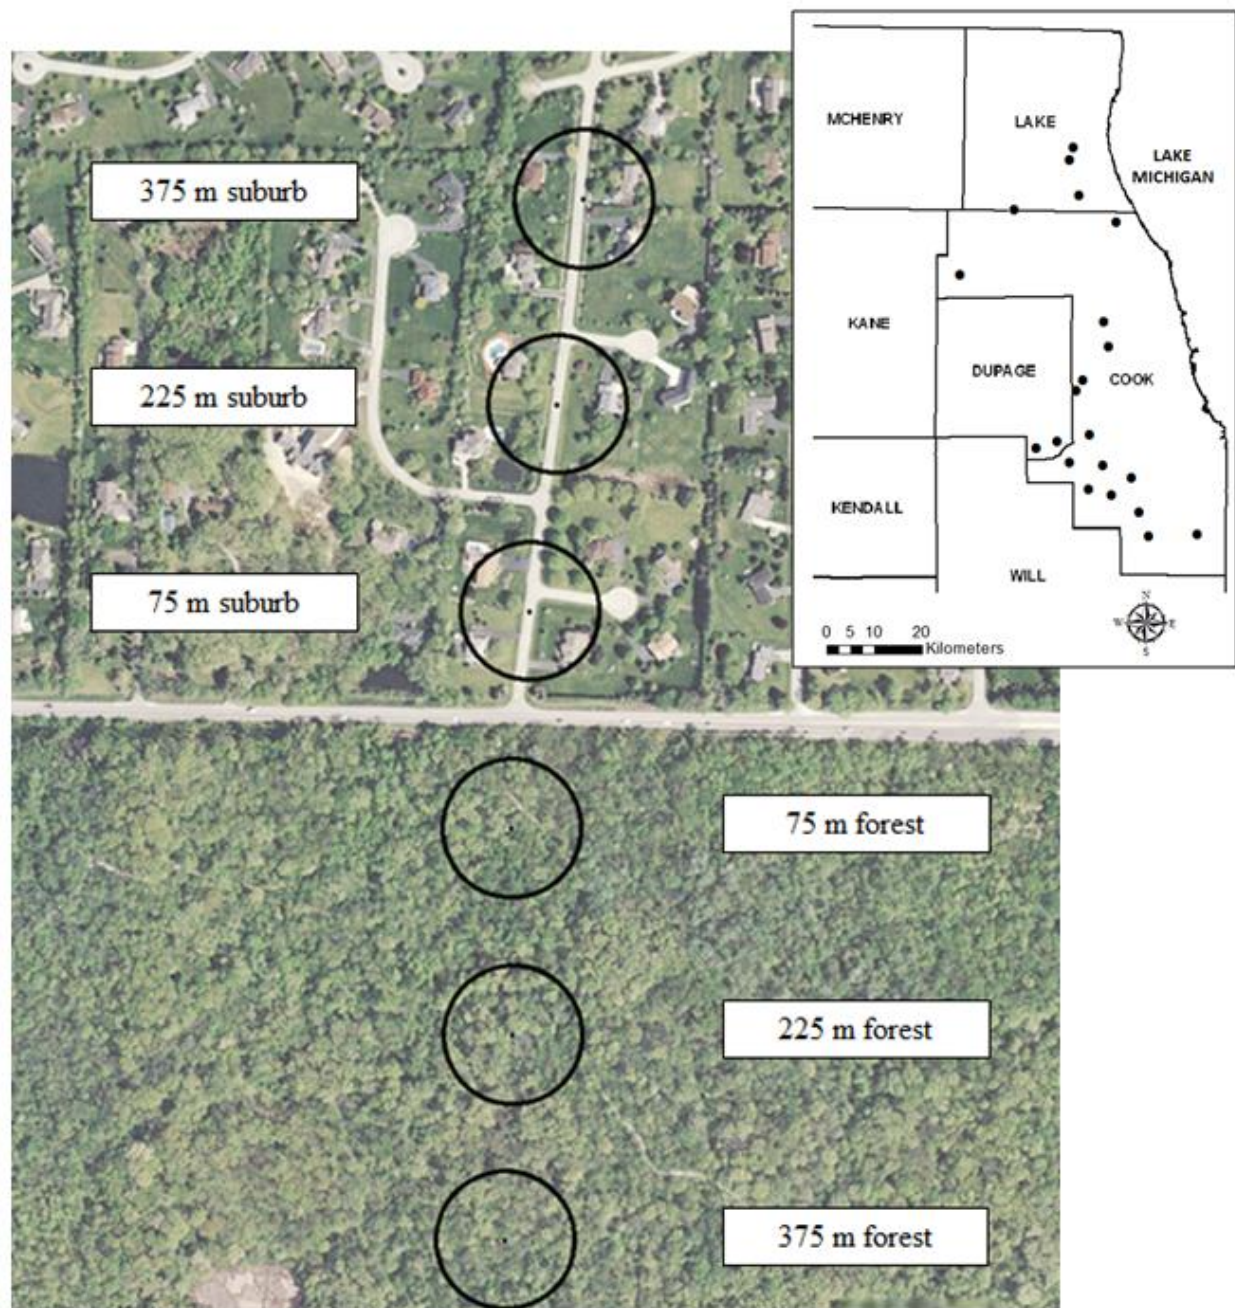 375 m suburb
225 m suburb
75 m suburb
75 m forest
225 m forest
375 m forest
MCHENRY
LAKE
LAKE
MICHIGAN
KANE
DUPAGE
COOK
KENDALL
WILL
N
W
E
S
0 5 10 20
Kilometers